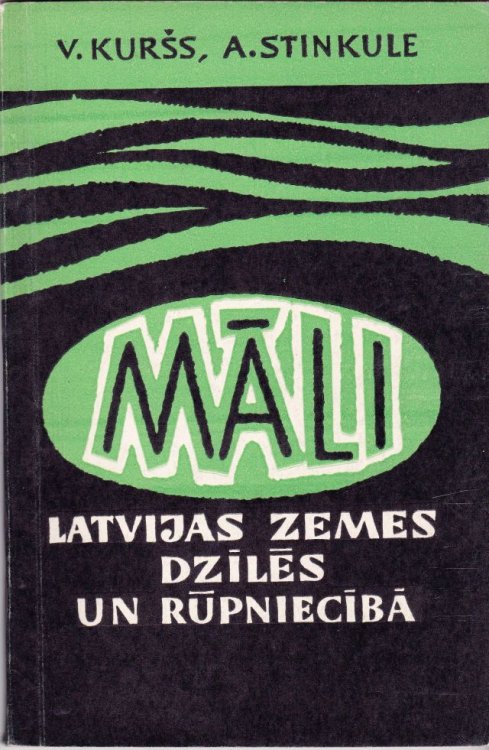 V. KURŠS, A. STINKULE
MĀLI
LATVIJAS ZEMES
DZĪLĒS
UN RŪPNIECĪBĀ